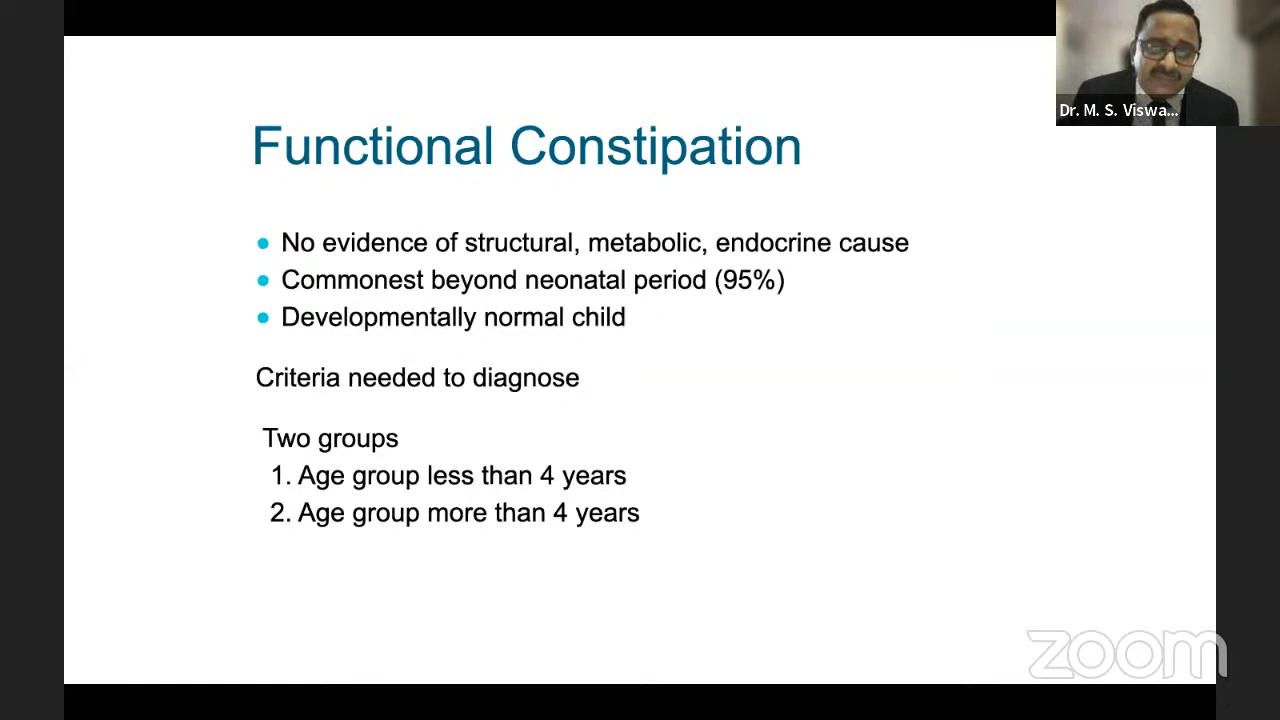 Dr. M. S. Viswa...
Functional Constipation
No evidence of structural, metabolic, endocrine cause
Commonest beyond neonatal period (95%)
Developmentally normal child
Criteria needed to diagnose
Two groups
1. Age group less than 4 years
2. Age group more than 4 years
zoom